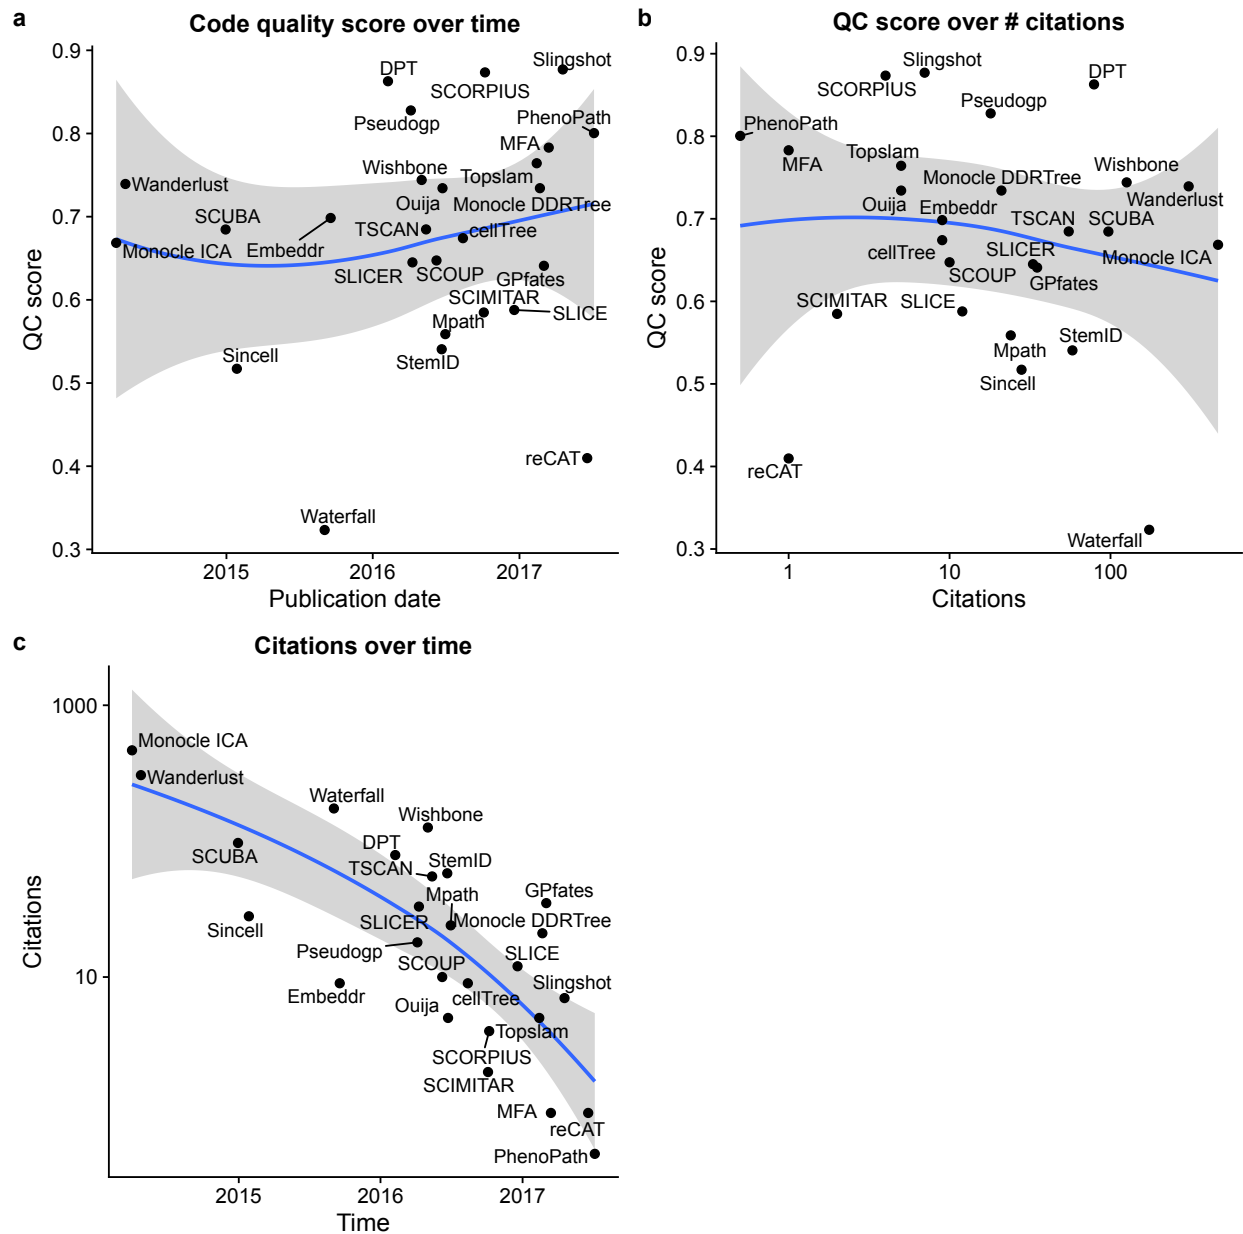 a
Code quality score over time
0.9
0.8
0.7
0.6
0.5
0.4
0.3
QC score
DPT
Slingshot
SCORPIUS
Pseudogp
PhenoPath
MFA
Wishbone
Topslam
Wanderlust
Ouija
Monocle DDRTree
SCUBA
TSCAN
cellTree
Embeddr
Monocle ICA
SLICER
SCOUP
GPfates
SCIMITAR
SLICE
Mpath
Sincell
StemID
reCAT
Waterfall
2015
2016
2017
Publication date
b
QC score over # citations
0.9
0.8
0.7
0.6
0.5
0.4
0.3
QC score
Slingshot
DPT
SCORPIUS
Pseudogp
PhenoPath
MFA
Topslam
Wishbone
Monocle DDRTree
Wanderlust
Ouija
Embeddr
TSCAN
SCUBA
cellTree
SLICER
Monocle ICA
SCOUP
GPfates
SCIMITAR
SLICE
StemID
Mpath
Sincell
reCAT
Waterfall
1
10
100
Citations
c
Citations over time
1000
10
Citations
Monocle ICA
Wanderlust
Waterfall
Wishbone
DPT
SCUBA
StemID
TSCAN
GPfates
Mpath
SLICER
Monocle DDRTree
Sincell
Pseudogp
SLICE
SCOUP
Slingshot
Embeddr
cellTree
Ouija
Topslam
SCORPIUS
SCIMITAR
MFA
reCAT
PhenoPath
2015
2016
2017
Time